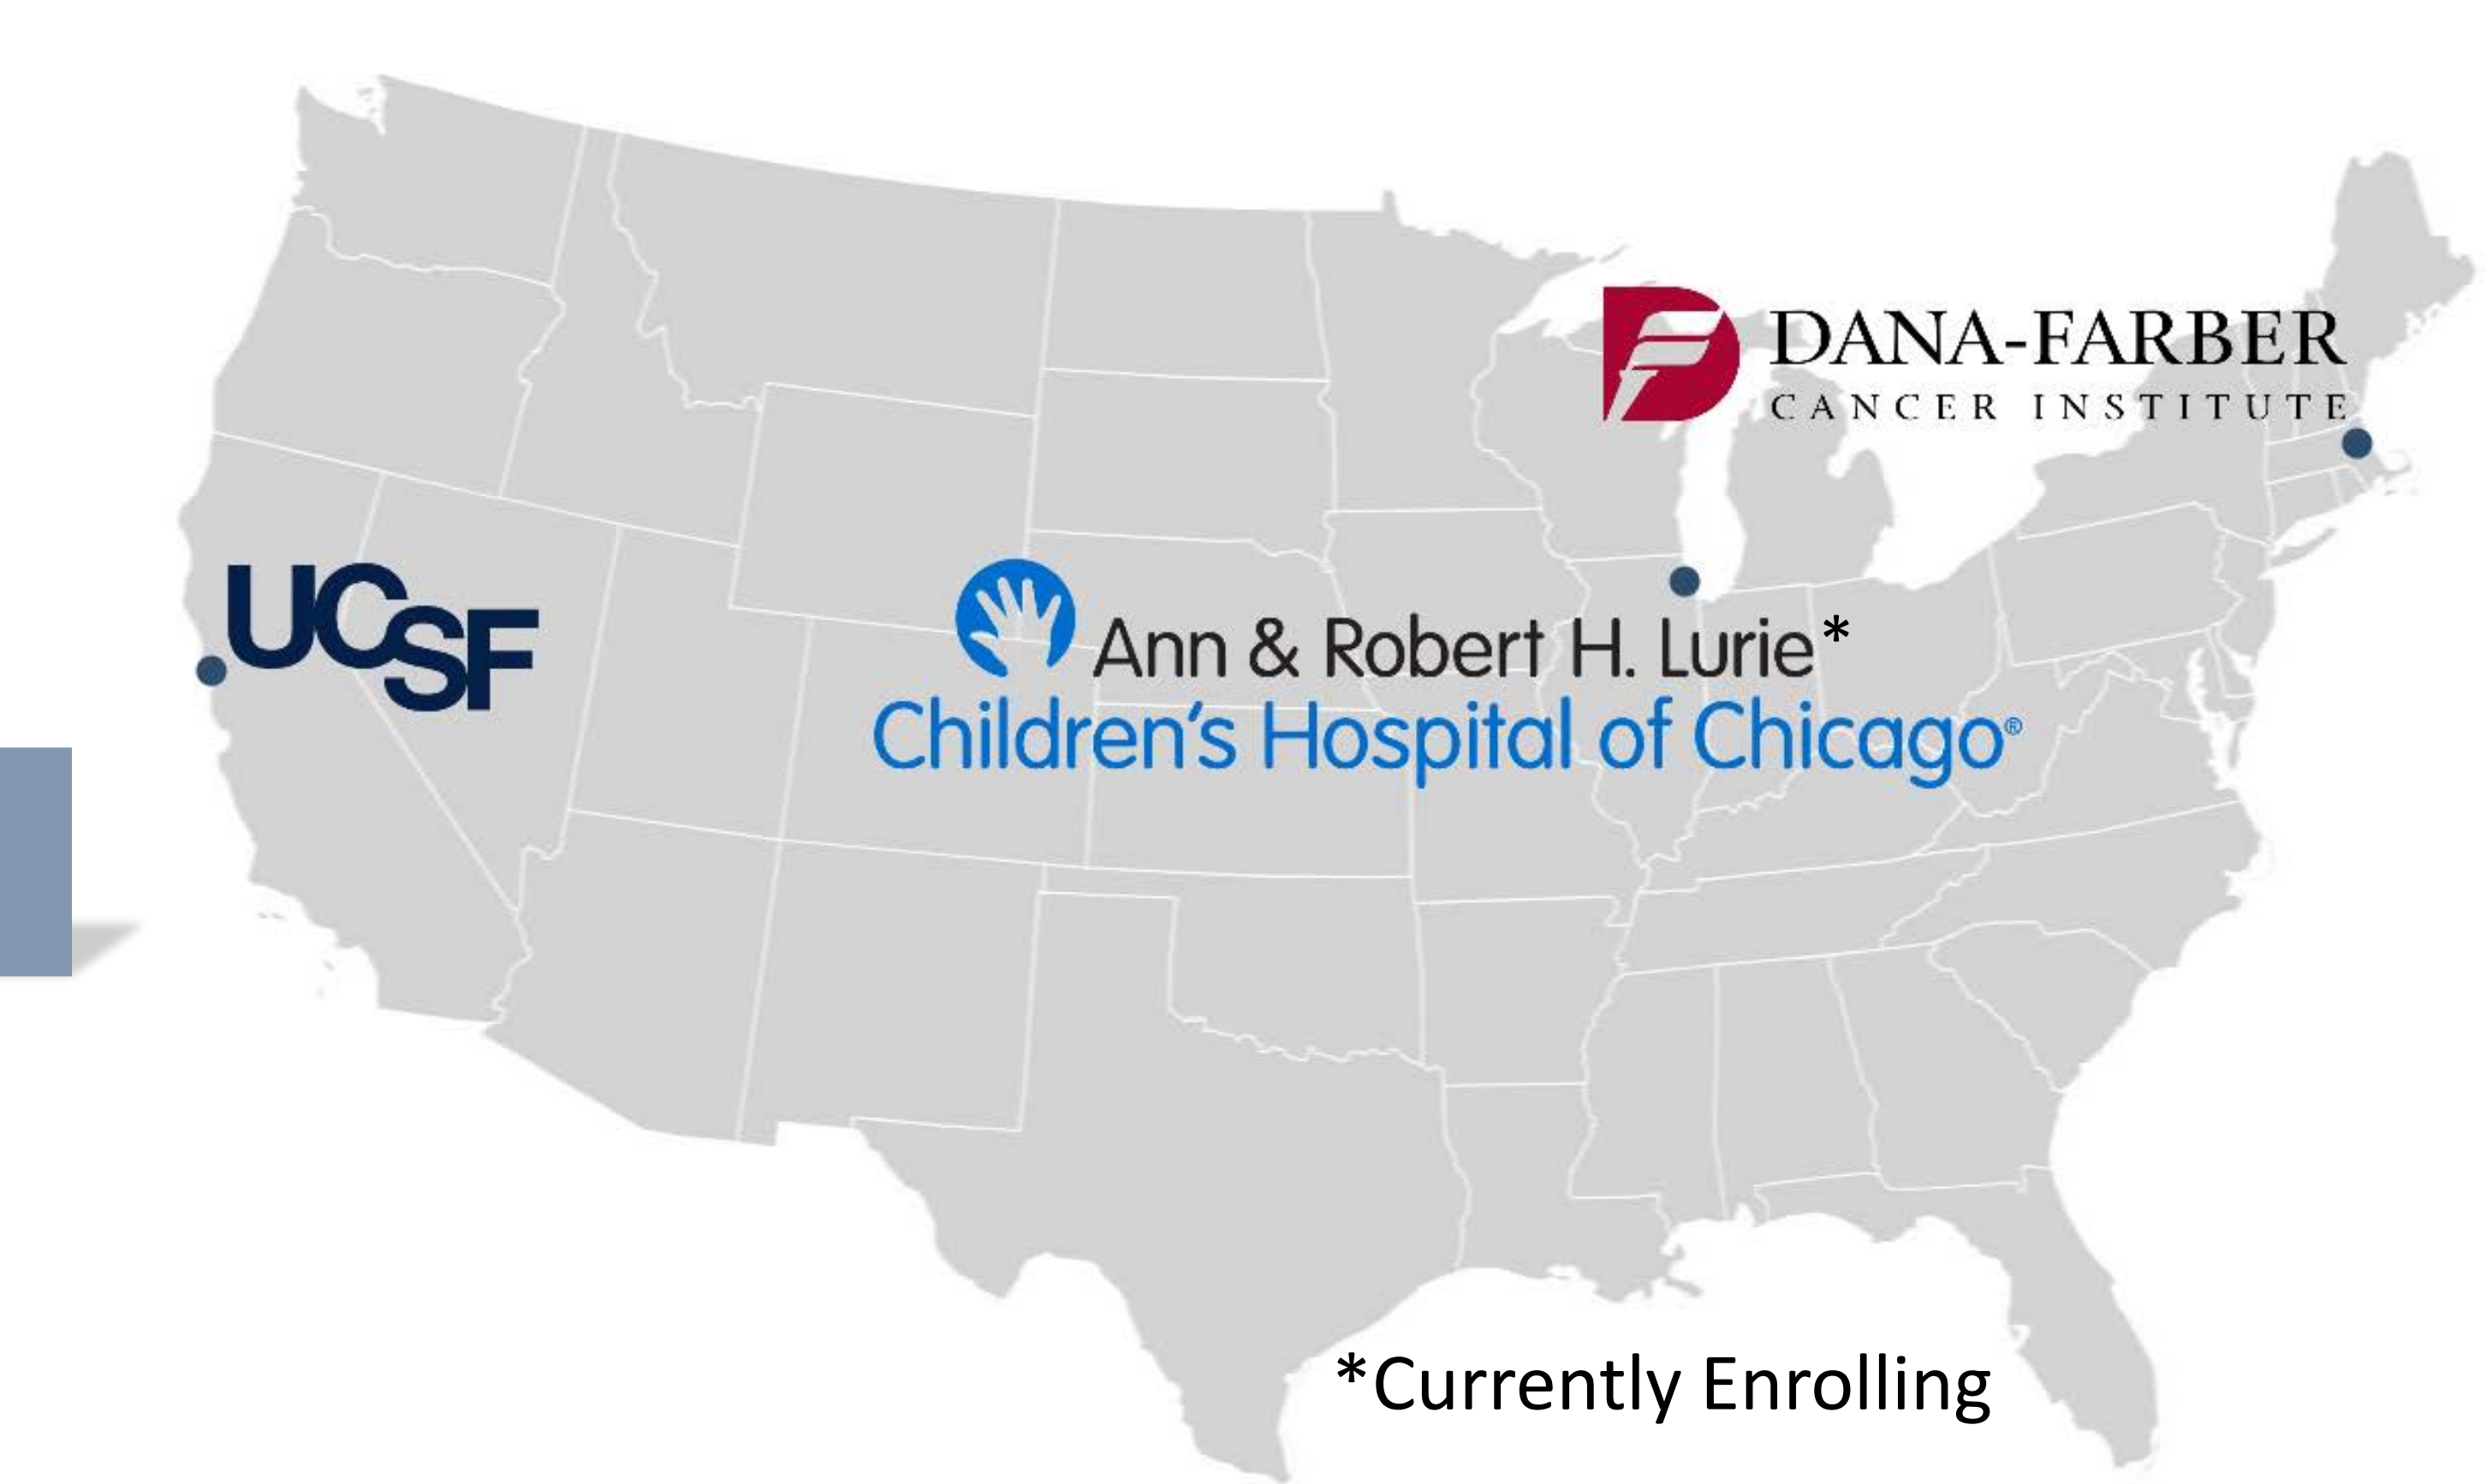 DANA-FARBER
CANCER INSTITUTE
UCSF
Ann & Robert H. Lurie*
Children's Hospital of Chicago®
*Currently Enrolling